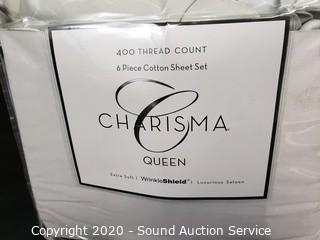 400 THREAD COUNT
6 Piece Cotton Sheet Set
C
CHARISMA
QUEEN
Extra Soft | WrinkleShield® | Luxurious Sateen
Copyright 2020 - Sound Auction Service